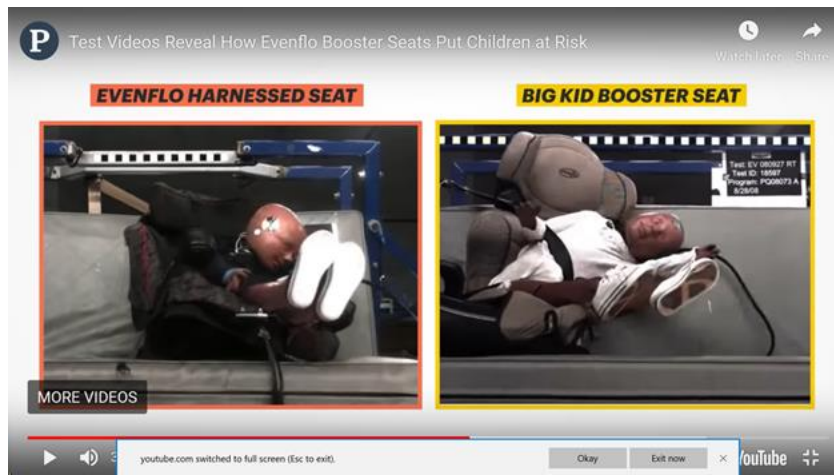 P
Test Videos Reveal How Evenflo Booster Seats Put Children at Risk
Watch later
Share
EVENFLO HARNESSED SEAT
BIG KID BOOSTER SEAT
Test: EV 080827 RT
Test ID: 18597
Program: PQ08073 A
8/28/08
MORE VIDEOS
youtube.com switched to full screen (Esc to exit).
Okay
Exit now
YouTube